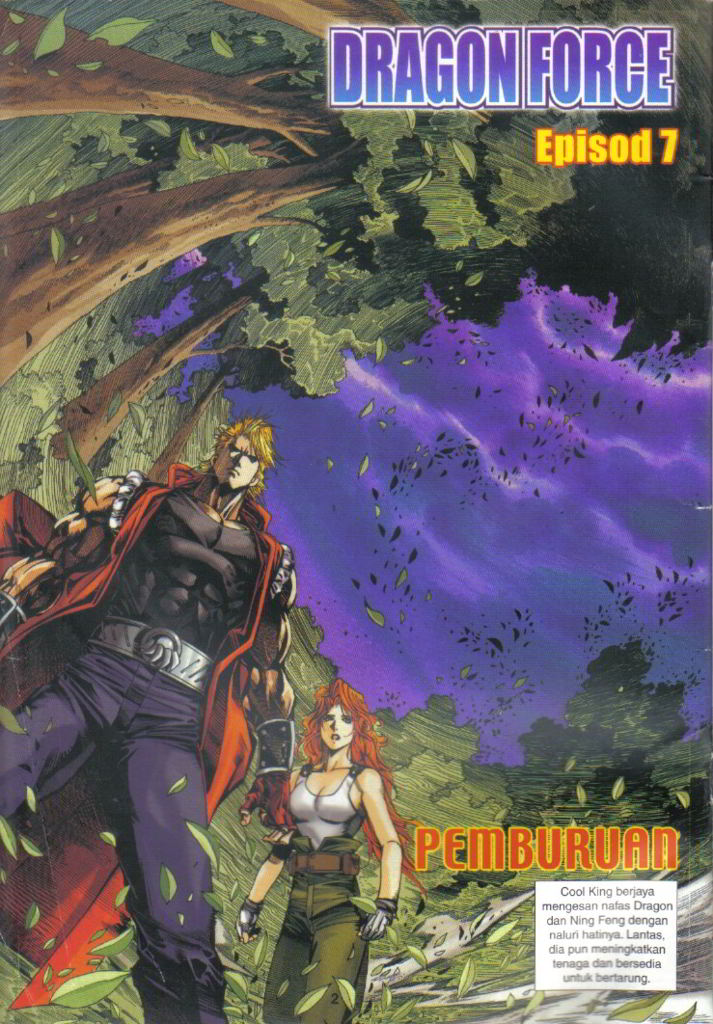 DRAGON FORCE
Episod 7
PEMBURUAN
Cool King berjaya
mengesan nafas Dragon
dan Ning Feng dengan
naluri hatinya. Lantas,
dia pun meningkatkan
tenaga dan bersedia
untuk bertarung.
2